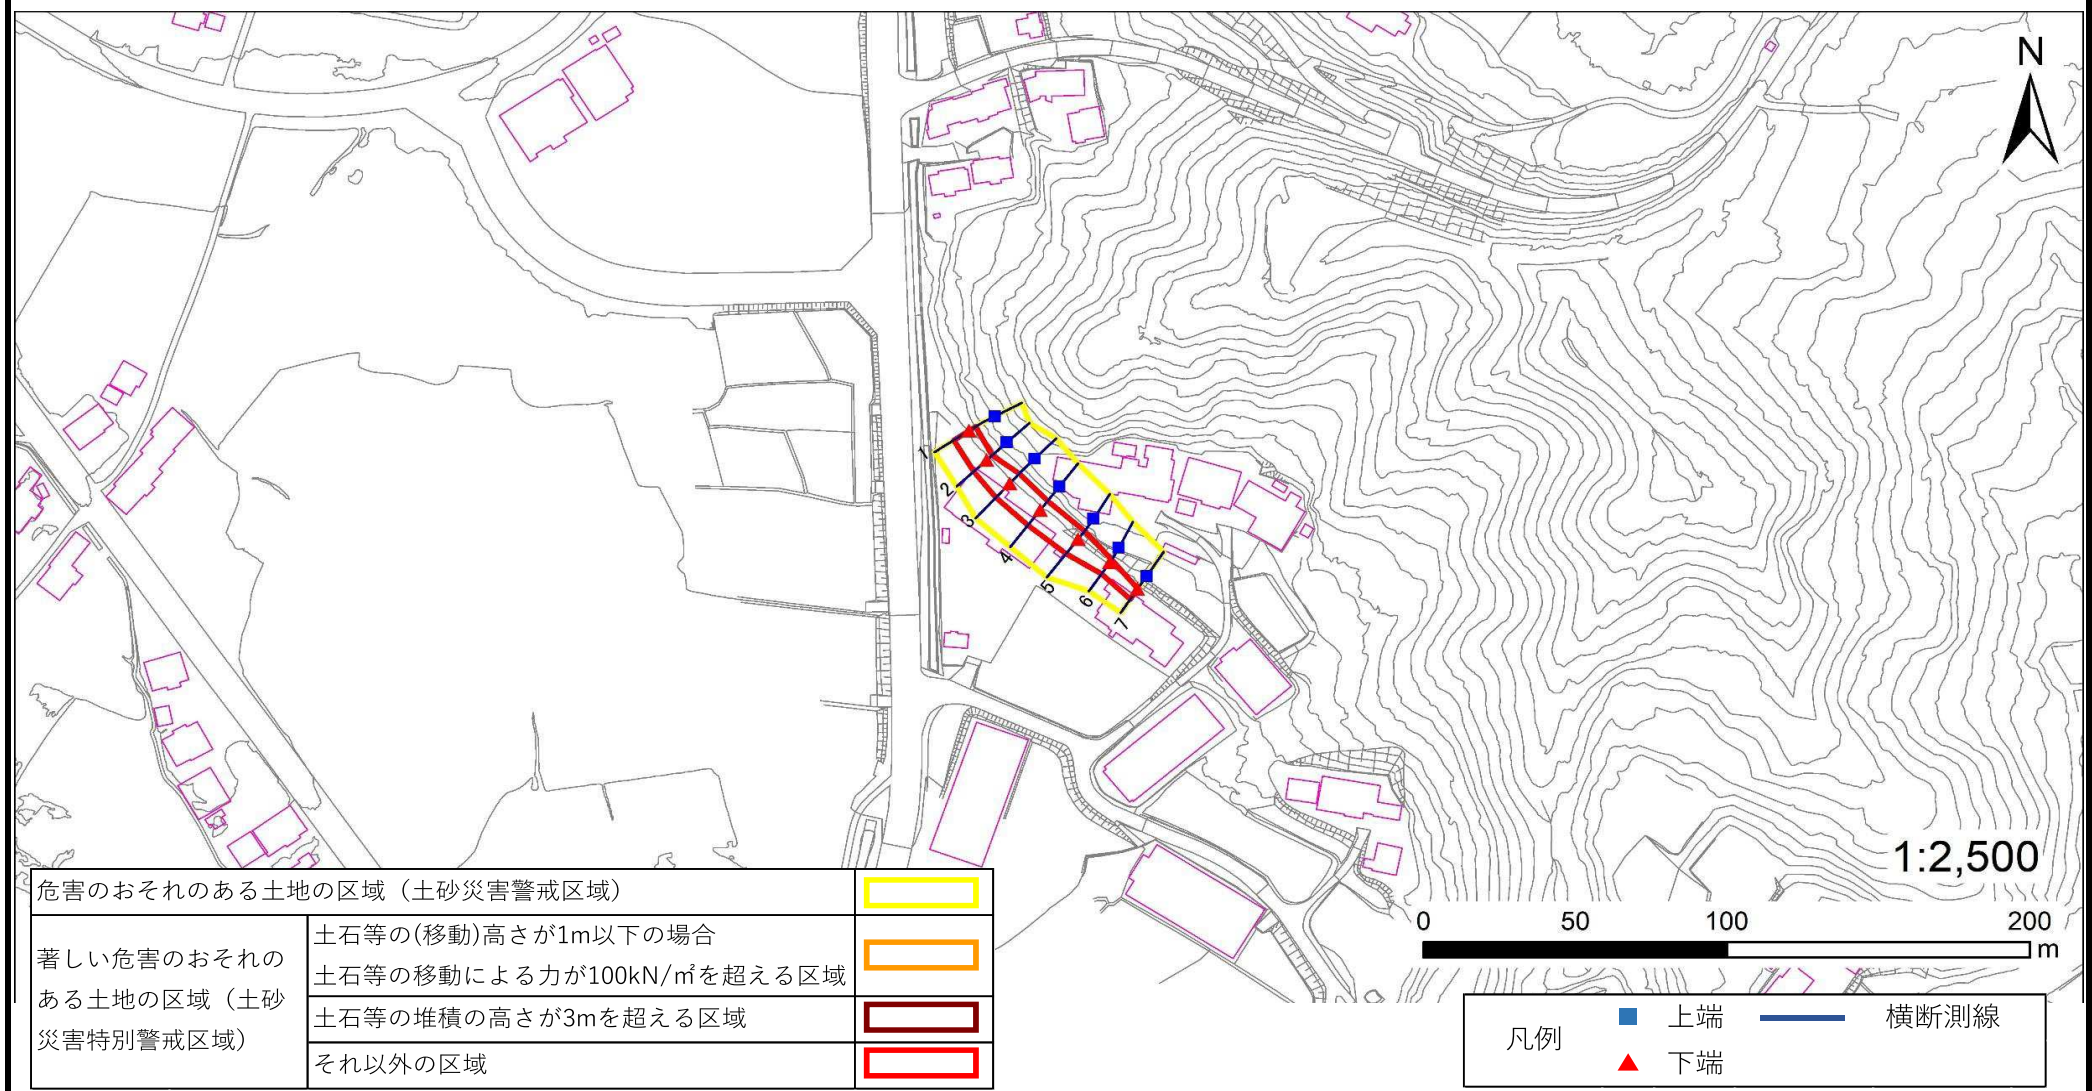 N
1
2
3
4
5
6
7
1:2,500
0 50 100 200
m
危害のおそれのある土地の区域（土砂災害警戒区域）
著しい危害のおそれの
ある土地の区域（土砂
災害特別警戒区域）
土石等の(移動)高さが1m以下の場合
土石等の移動による力が100kN/㎡を超える区域
土石等の堆積の高さが3mを超える区域
それ以外の区域
凡例
上端
横断測線
下端